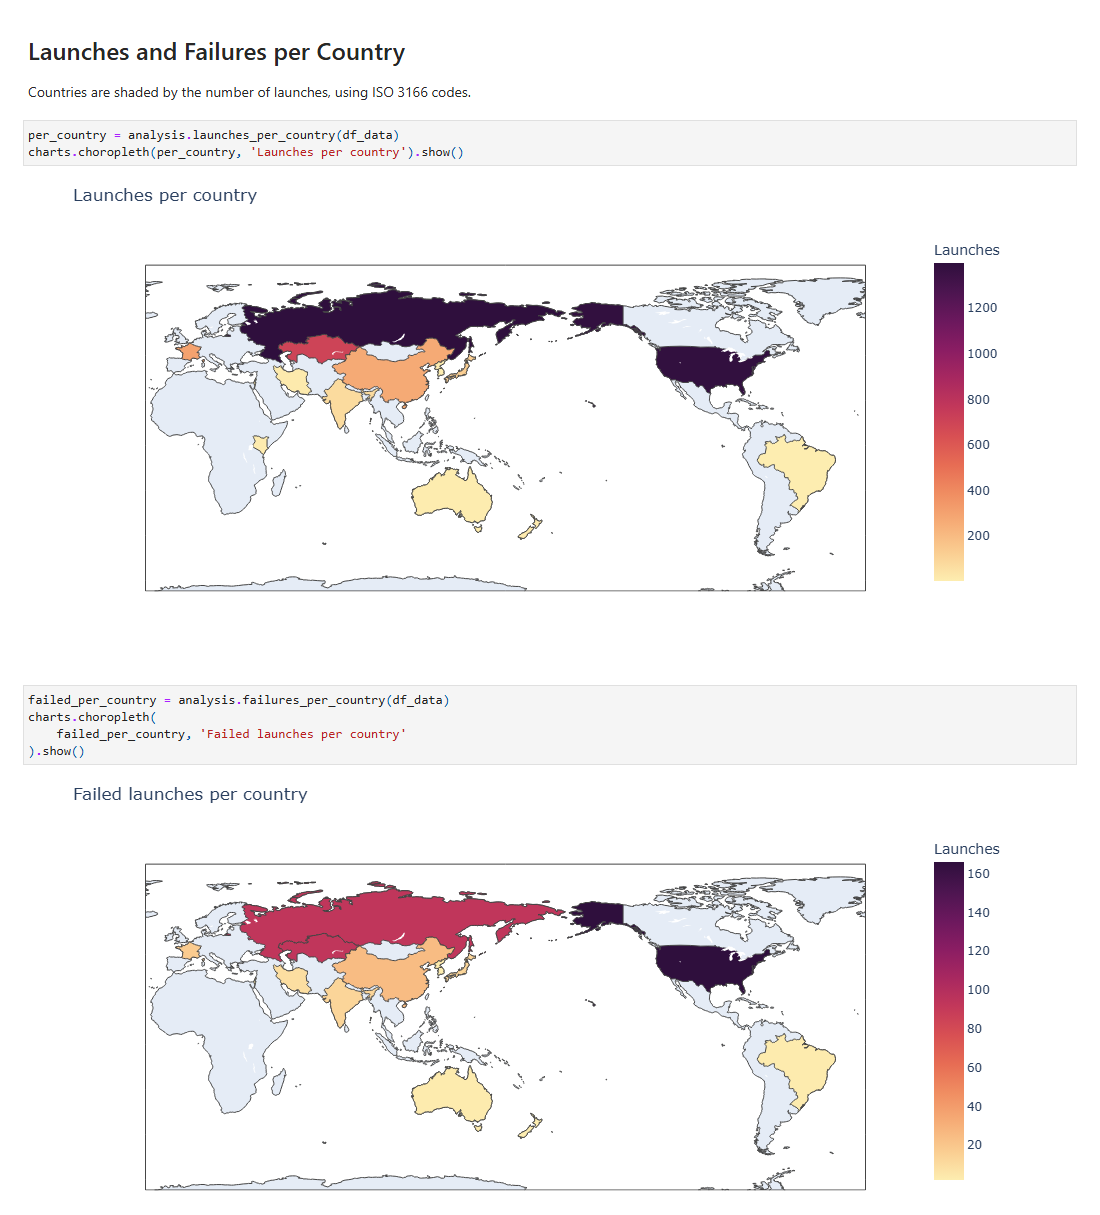 Launches and Failures per Country
Countries are shaded by the number of launches, using ISO 3166 codes.
per_country = analysis.launches_per_country(df_data)
charts.choropleth(per_country, 'Launches per country').show()
Launches per country
Launches
1200
1000
800
600
400
200
failed_per_country = analysis.failures_per_country(df_data)
charts.choropleth(
    failed_per_country, 'Failed launches per country'
).show()
Failed launches per country
Launches
160
140
120
100
80
60
40
20